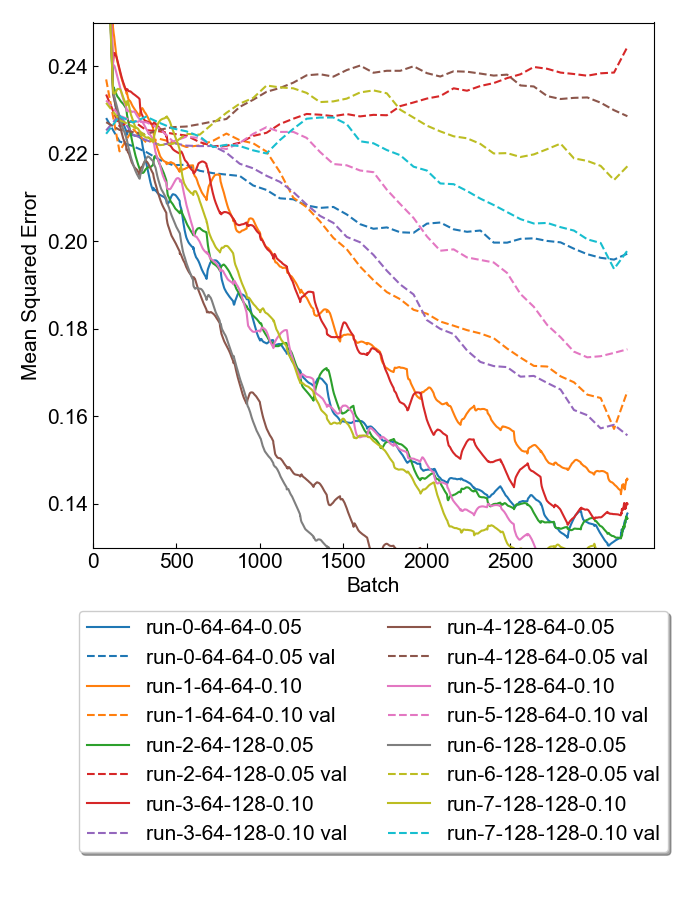 0.24
0.22
0.20
0.18
0.16
0.14
Mean Squared Error
0 500 1000 1500 2000 2500 3000
Batch
run-0-64-64-0.05
run-0-64-64-0.05 val
run-1-64-64-0.10
run-1-64-64-0.10 val
run-2-64-128-0.05
run-2-64-128-0.05 val
run-3-64-128-0.10
run-3-64-128-0.10 val
run-4-128-64-0.05
run-4-128-64-0.05 val
run-5-128-64-0.10
run-5-128-64-0.10 val
run-6-128-128-0.05
run-6-128-128-0.05 val
run-7-128-128-0.10
run-7-128-128-0.10 val